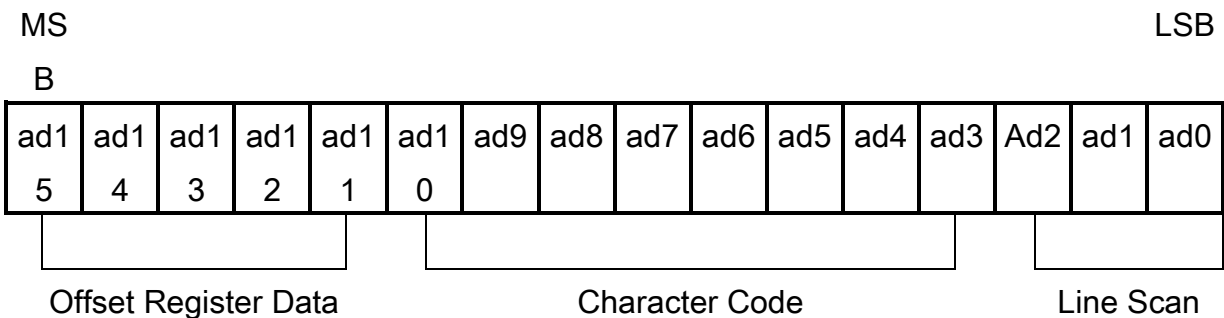 MS LSB
B
ad1 ad1 ad1 ad1 ad1 ad1 ad9 ad8 ad7 ad6 ad5 ad4 ad3 Ad2 ad1 ad0
5 4 3 2 1 0
Offset Register Data Character Code Line Scan